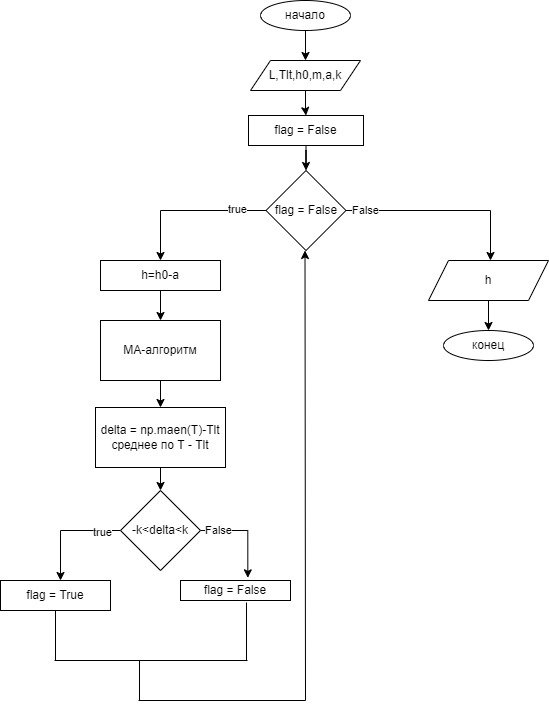 начало
L,Tlt,h0,m,a,k
flag = False
flag = False
true
False
h=h0-a
h
МА-алгоритм
конец
delta = np.maen(T)-Tlt
среднее по T - Tlt
-k<delta<k
true
False
flag = True
flag = False